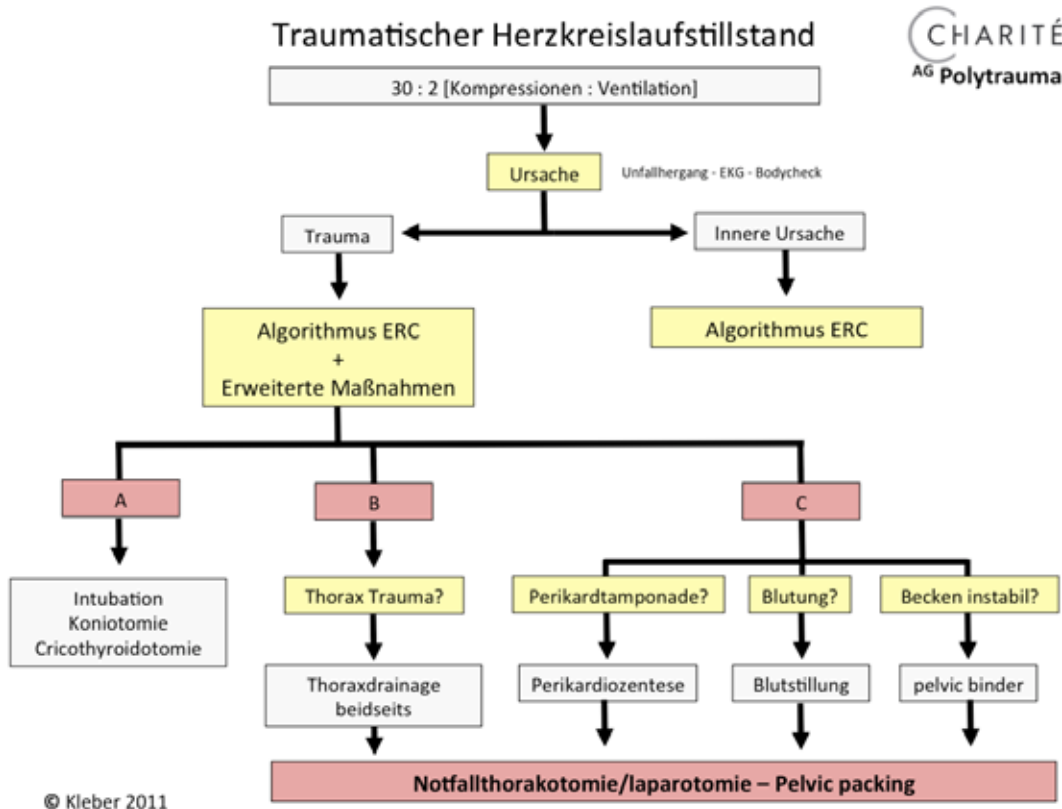 Traumatischer Herzkreislaufstillstand
CHARITÉ
AG Polytrauma
30 : 2 [Kompressionen : Ventilation]
Ursache
Unfallhergang - EKG - Bodycheck
Trauma
Innere Ursache
Algorithmus ERC
+
Erweiterte Maßnahmen
Algorithmus ERC
A
B
C
Intubation
Koniotomie
Cricothyroidotomie
Thorax Trauma?
Perikardtamponade?
Blutung?
Becken instabil?
Thoraxdrainage
beidseits
Perikardiozentese
Blutstillung
pelvic binder
Notfallthorakotomie/laparotomie – Pelvic packing
© Kleber 2011